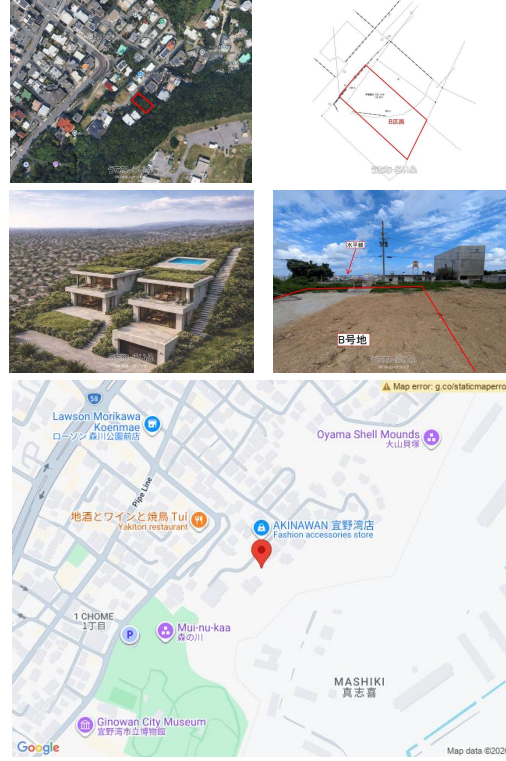 B区画
水平線
B号地
Map error: g.co/staticmaperro
58
Lawson Morikawa
Koenmae
ローソン 森川公園前店
Oyama Shell Mounds
大山貝塚
Pipe Line
地酒とワインと焼鳥 Tui
Yakitori restaurant
AKINAWAN 宜野湾店
Fashion accessories store
1 CHOME
1丁目
P
Mui-nu-kaa
森の川
MASHIKI
真志喜
Ginowan City Museum
宜野湾市立博物館
Google
Map data ©2026